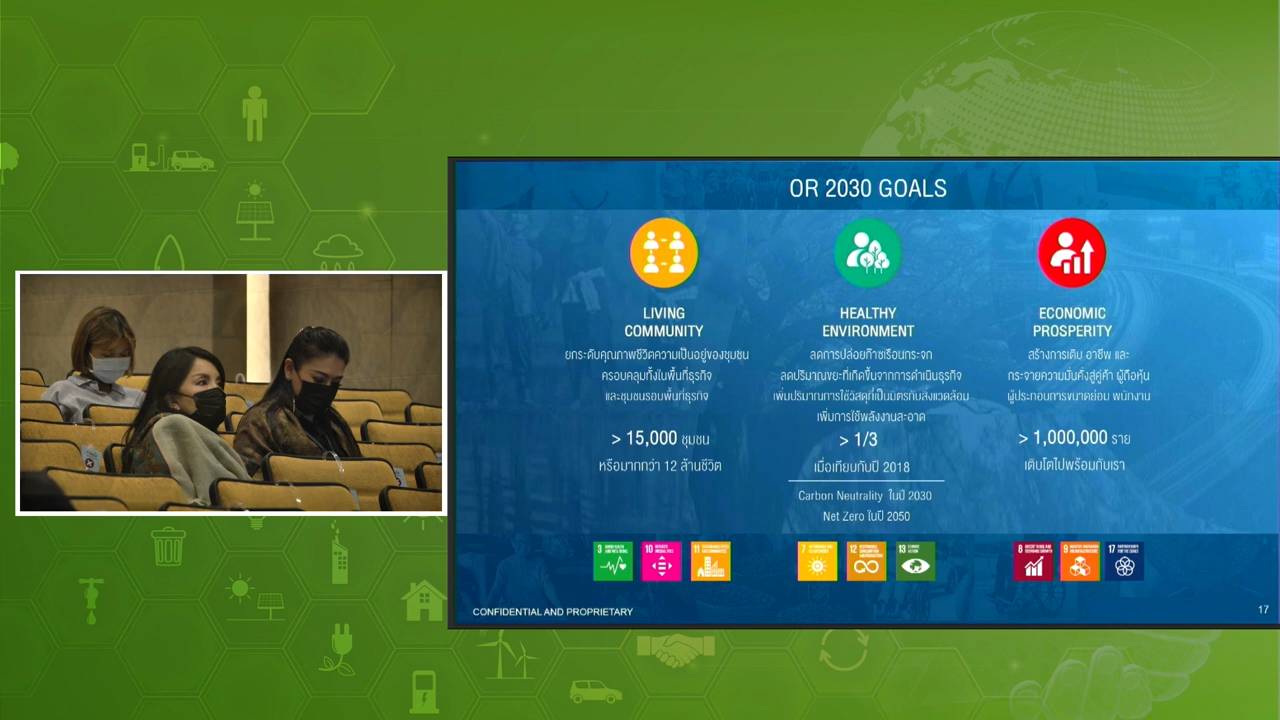 OR 2030 GOALS
LIVING
COMMUNITY
ยกระดับคุณภาพชีวิตความเป็นอยู่ของชุมชน
ครอบคลุมทั้งในพื้นที่ธุรกิจ
และชุมชนรอบพื้นที่ธุรกิจ
> 15,000 ชุมชน
หรือมากกว่า 12 ล้านชีวิต
3
10
11
HEALTHY
ENVIRONMENT
ลดการปล่อยก๊าซเรือนกระจก
ลดปริมาณขยะที่เกิดขึ้นจากการดำเนินธุรกิจ
เพิ่มปริมาณการใช้วัสดุที่เป็นมิตรกับสิ่งแวดล้อม
เพิ่มการใช้พลังงานสะอาด
> 1/3
เมื่อเทียบกับปี 2018
Carbon Neutrality ในปี 2030
Net Zero ในปี 2050
7
12
13
ECONOMIC
PROSPERITY
สร้างการเติบ อาชีพ และ
กระจายความมั่นคั่งสู่คู่ค้า ผู้ถือหุ้น
ผู้ประกอบการขนาดย่อม พนักงาน
> 1,000,000 ราย
เติบโตไปพร้อมกับเรา
8
9
17
CONFIDENTIAL AND PROPRIETARY
17